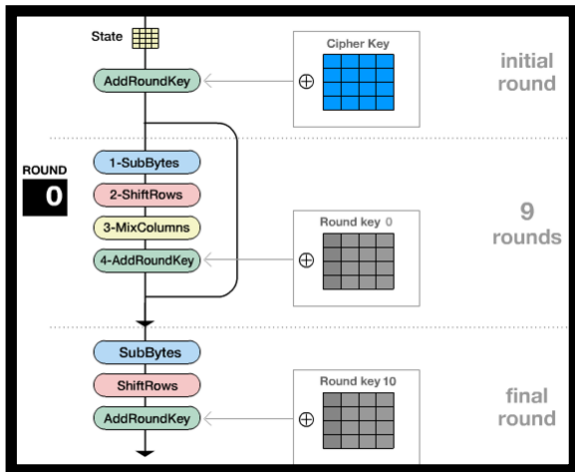 State
Cipher Key
AddRoundKey
initial
round
ROUND
0
1-SubBytes
2-ShiftRows
3-MixColumns
4-AddRoundKey
Round key 0
9
rounds
SubBytes
ShiftRows
AddRoundKey
Round key 10
final
round